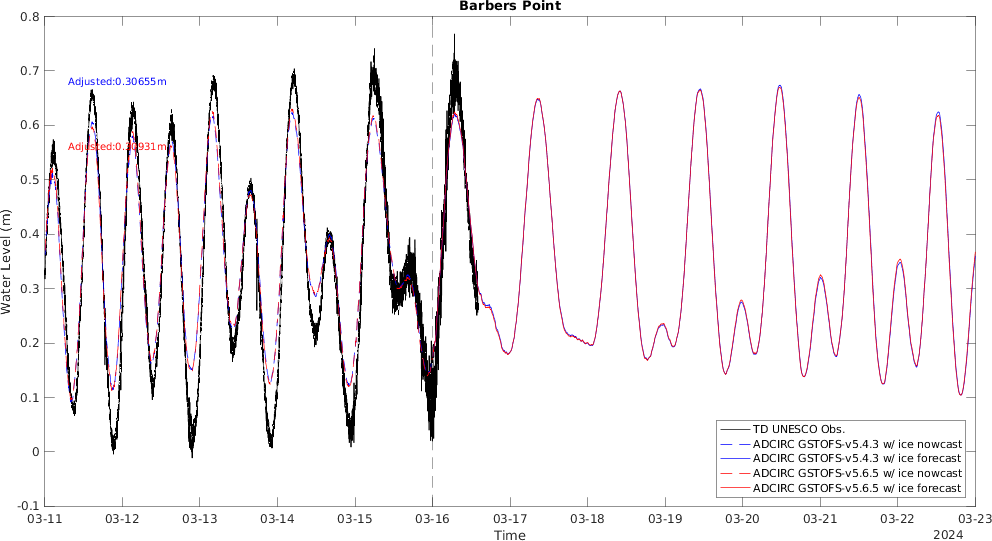 Barbers Point
0.8
0.7
0.6
0.5
0.4
0.3
0.2
0.1
0
-0.1
Water Level (m)
Adjusted:0.30655m
Adjusted:0.30931m
TD UNESCO Obs.
ADCIRC GSTOFS-v5.4.3 w/ ice nowcast
ADCIRC GSTOFS-v5.4.3 w/ ice forecast
ADCIRC GSTOFS-v5.6.5 w/ ice nowcast
ADCIRC GSTOFS-v5.6.5 w/ ice forecast
03-11 03-12 03-13 03-14 03-15 03-16 03-17 03-18 03-19 03-20 03-21 03-22 03-23
Time
2024